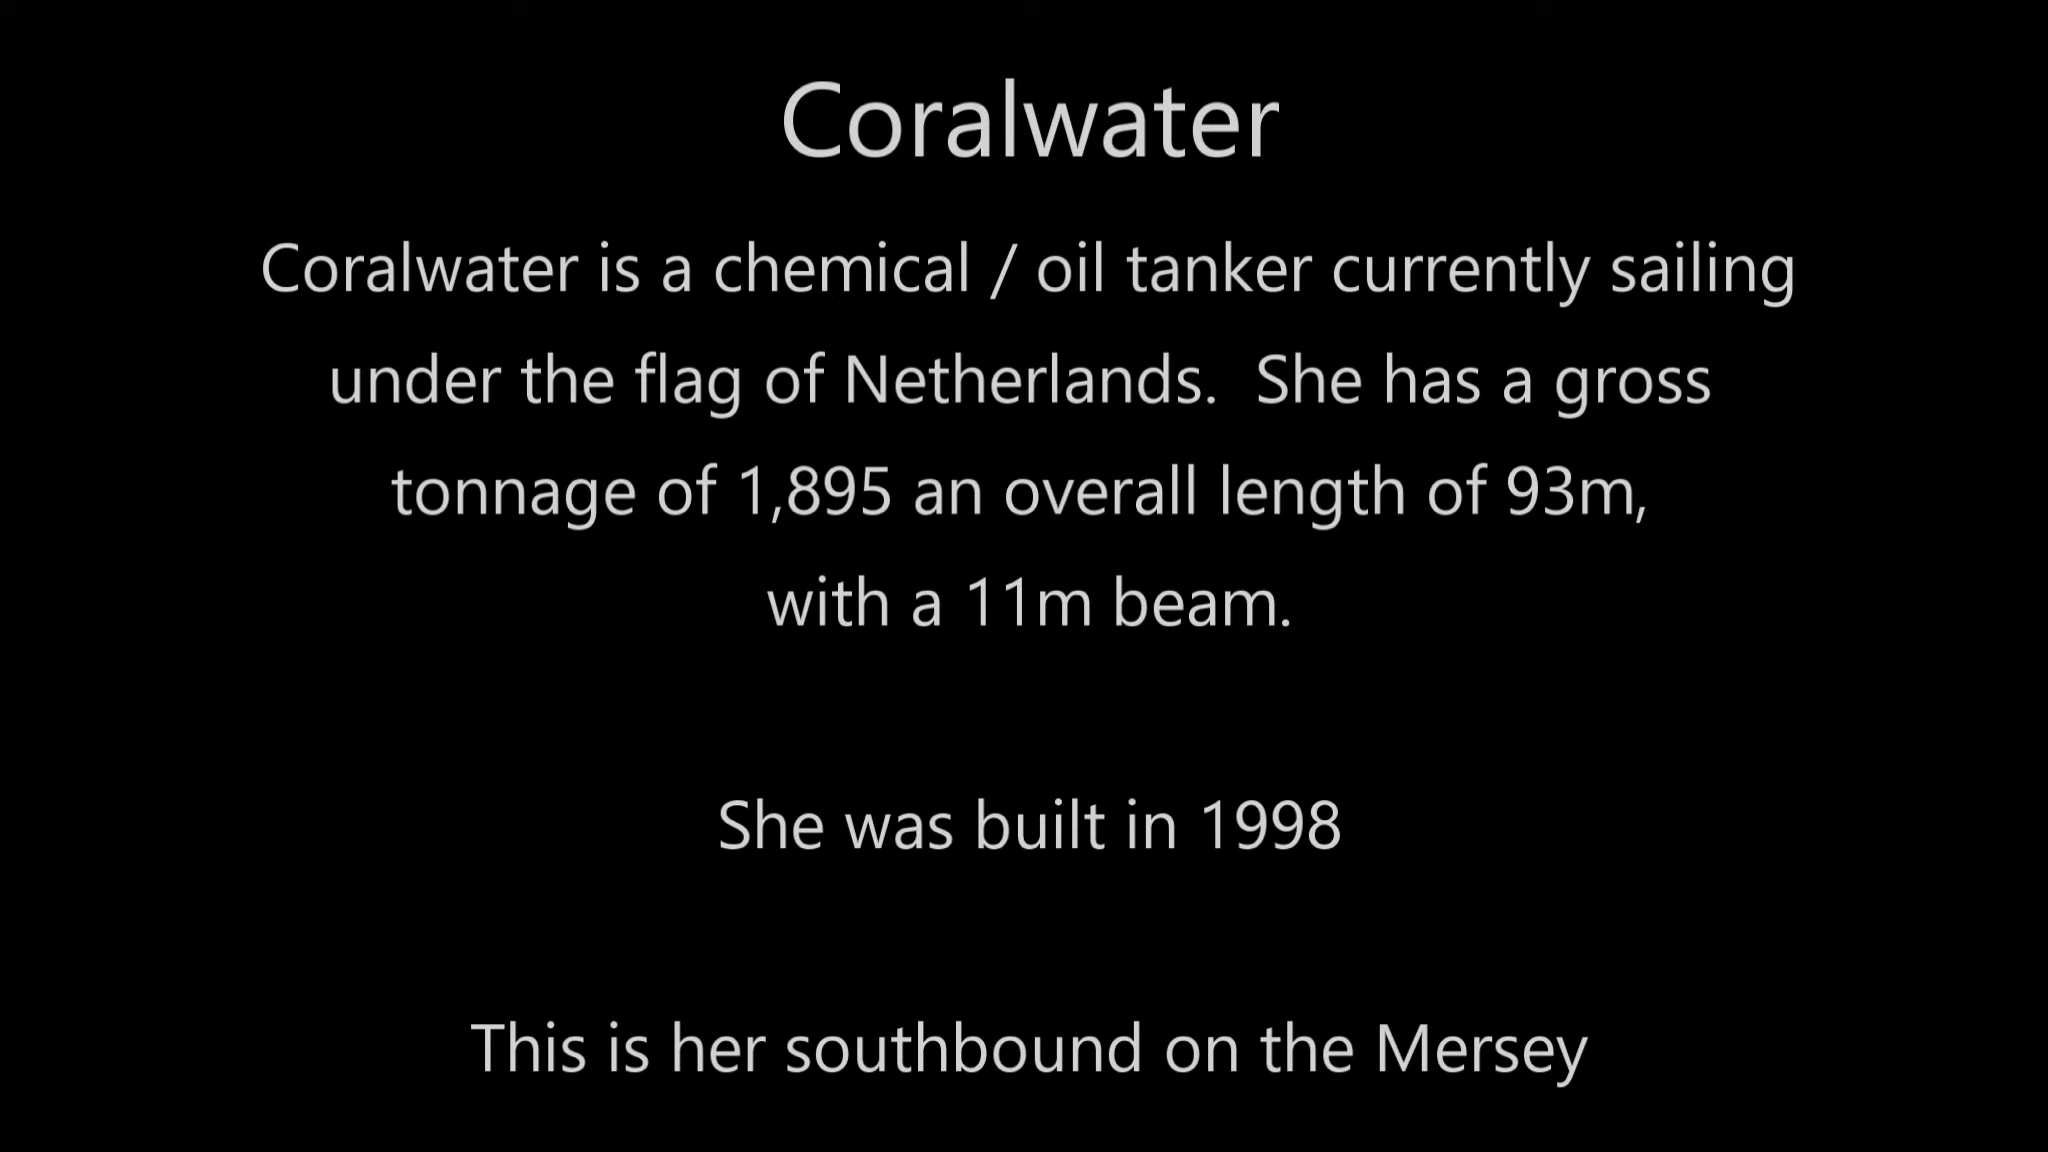 Coralwater
Coralwater is a chemical / oil tanker currently sailing
under the flag of Netherlands.  She has a gross
tonnage of 1,895 an overall length of 93m,
with a 11m beam.
She was built in 1998
This is her southbound on the Mersey